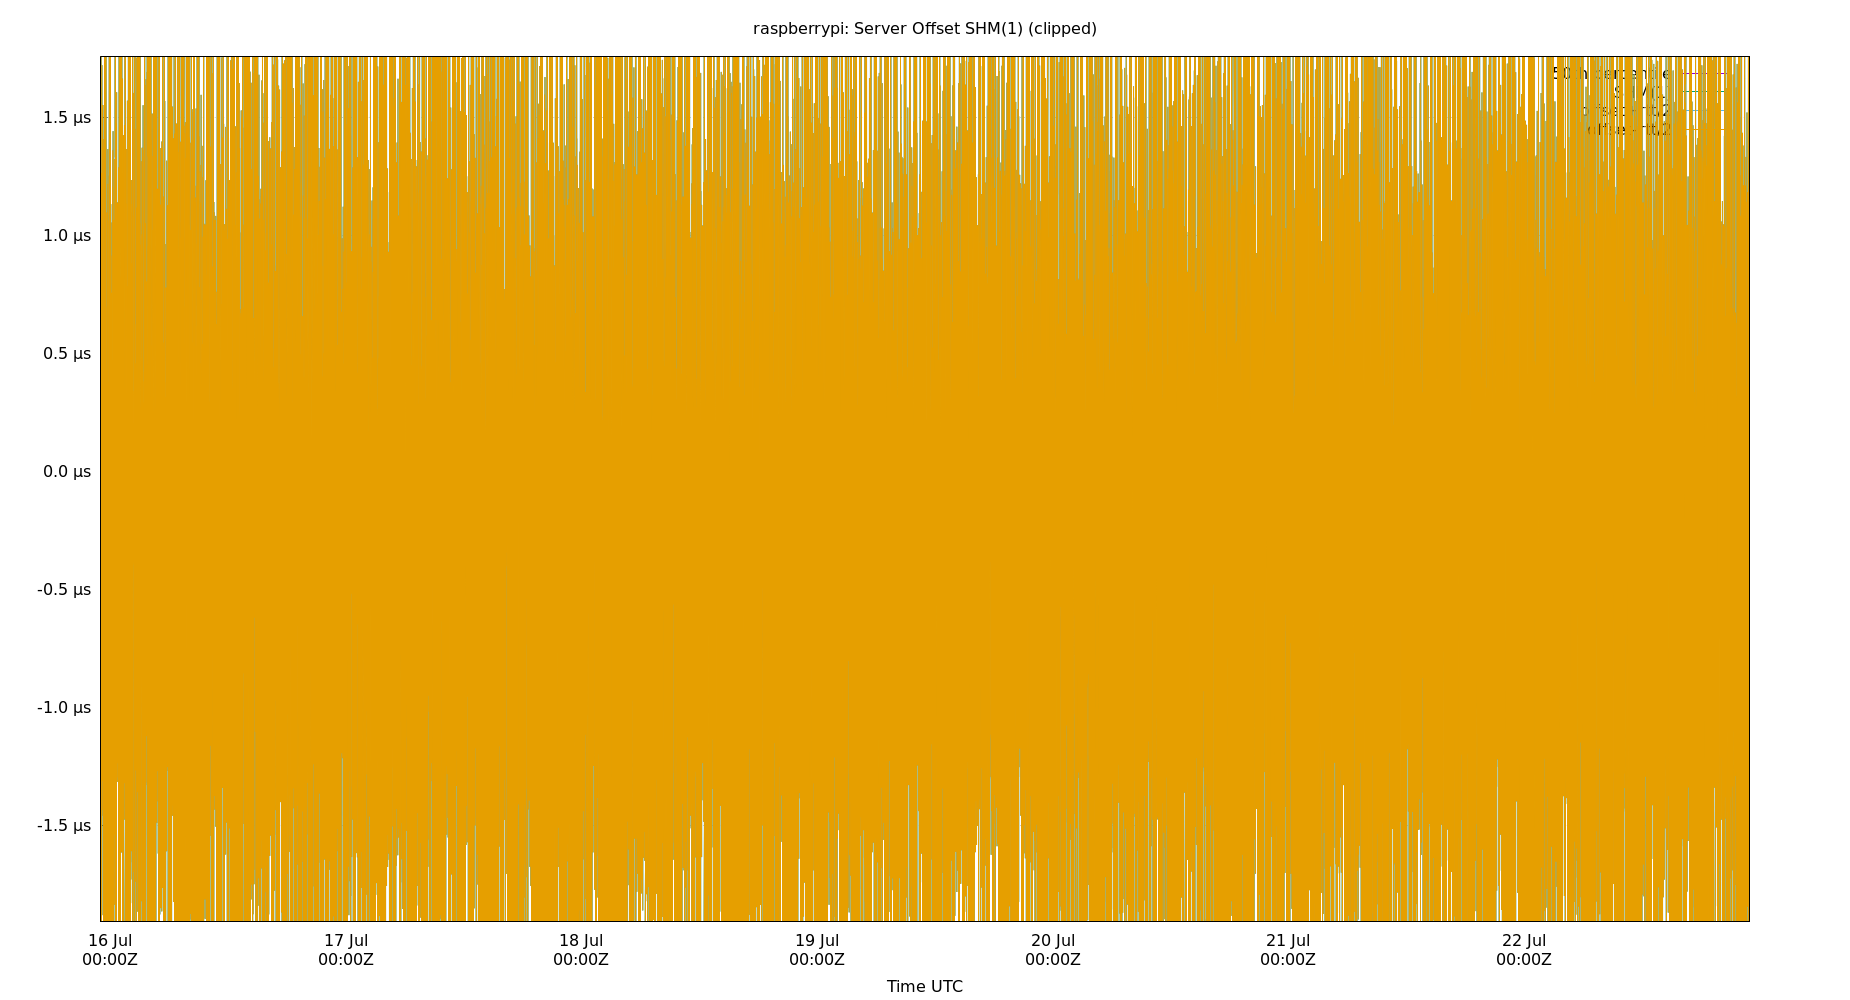 raspberrypi: Server Offset SHM(1) (clipped)
1.5 µs
1.0 µs
0.5 µs
0.0 µs
-0.5 µs
-1.0 µs
-1.5 µs
16 Jul 17 Jul 18 Jul 19 Jul 20 Jul 21 Jul 22 Jul
00:00Z 00:00Z 00:00Z 00:00Z 00:00Z 00:00Z 00:00Z
Time UTC